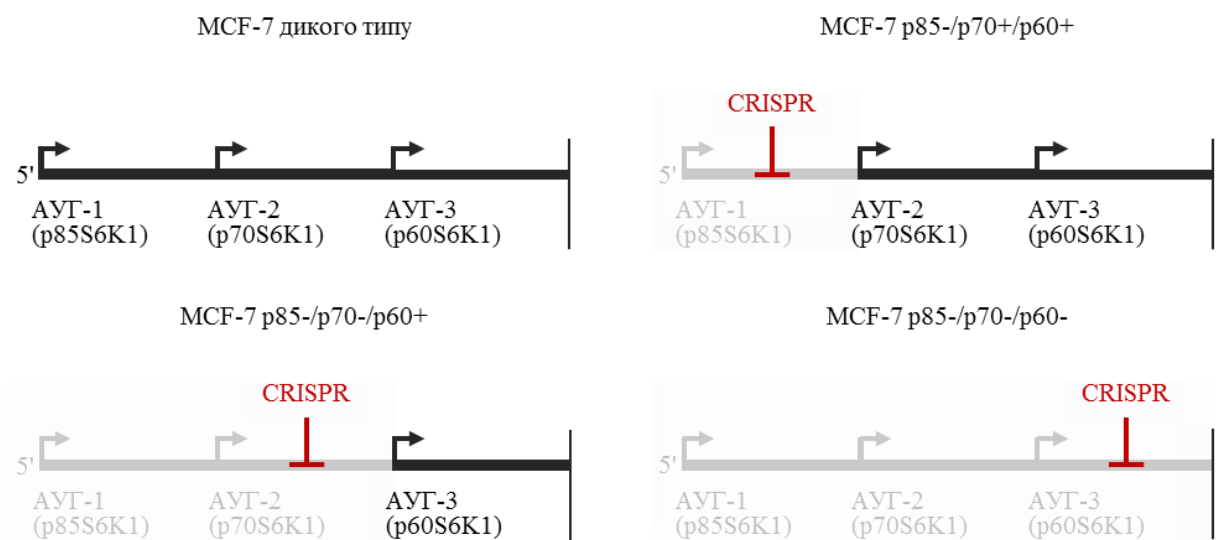 MCF-7 дикого типу
MCF-7 p85-/p70+/p60+
CRISPR
5'
5'
АУГ-1 АУГ-2 АУГ-3
(p85S6K1) (p70S6K1) (p60S6K1)
АУГ-1 АУГ-2 АУГ-3
(p85S6K1) (p70S6K1) (p60S6K1)
MCF-7 p85-/p70-/p60+
MCF-7 p85-/p70-/p60-
CRISPR
CRISPR
5'
5'
АУГ-1 АУГ-2 АУГ-3
(p85S6K1) (p70S6K1) (p60S6K1)
АУГ-1 АУГ-2 АУГ-3
(p85S6K1) (p70S6K1) (p60S6K1)